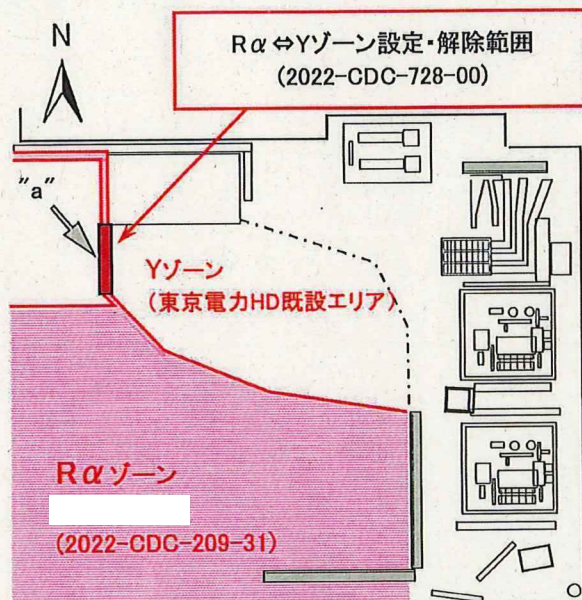 N
Rα⇔Yゾーン設定・解除範囲
(2022-CDC-728-00)
"a"
Yゾーン
(東京電力HD既設エリア)
Rαゾーン
(2022-CDC-209-31)